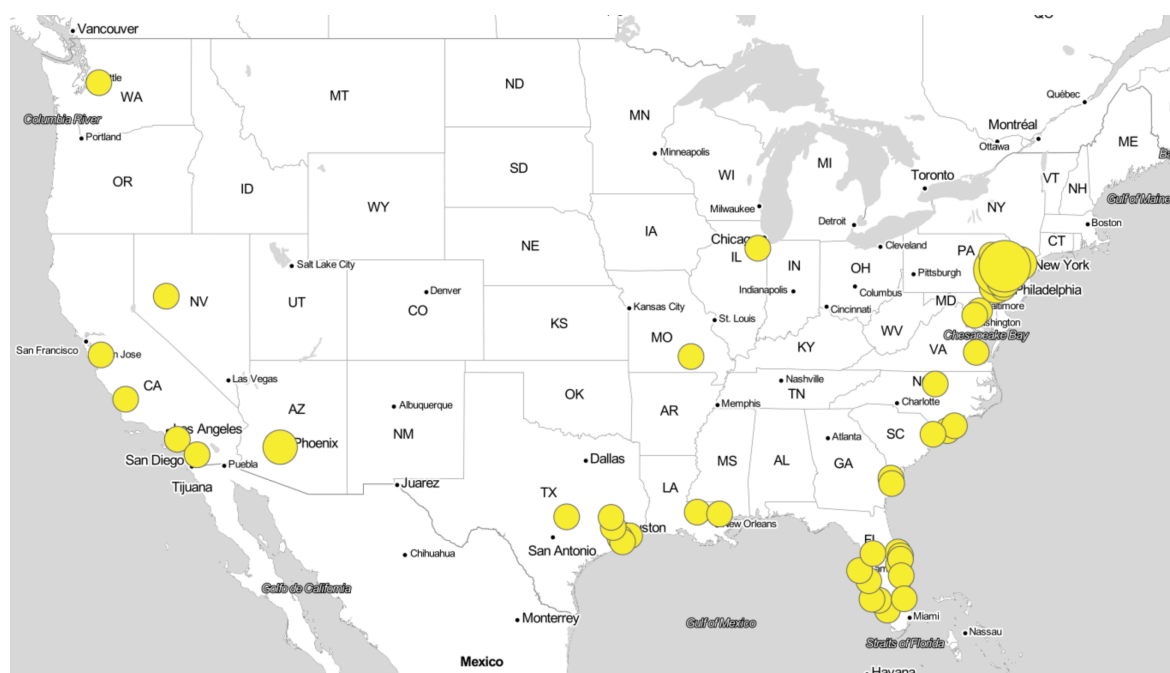 Vancouver
WA
Columbia River
Portland
MT
ND
MN
Minneapolis
Québec
Montréal
Ottawa
ME
OR
ID
SD
WI
MI
Toronto
VT
NH
Gulf of Maine
WY
Milwaukee
Detroit
NY
Boston
IA
Chicag
IL
Cleveland
PA
CT
New York
NE
Salt Lake City
IN
OH
Pittsburgh
Philadelphia
NV
UT
Denver
CO
Kansas City
Indianapolis
Columbus
Cincinnati
MD
St. Louis
WV
Chesapeake Bay
San Francisco
KS
MO
KY
VA
CA
Las Vegas
OK
Nashville
TN
AZ
Albuquerque
NM
AR
Memphis
Charlotte
Los Angeles
Phoenix
SC
Atlanta
San Diego
Puebla
Dallas
MS
AL
GA
Tijuana
Juarez
TX
LA
New Orleans
San Antonio
Chihuahua
Golfo de California
Monterrey
Gulf of Mexico
Miami
Nassau
Straits of Florida
Mexico
Havana